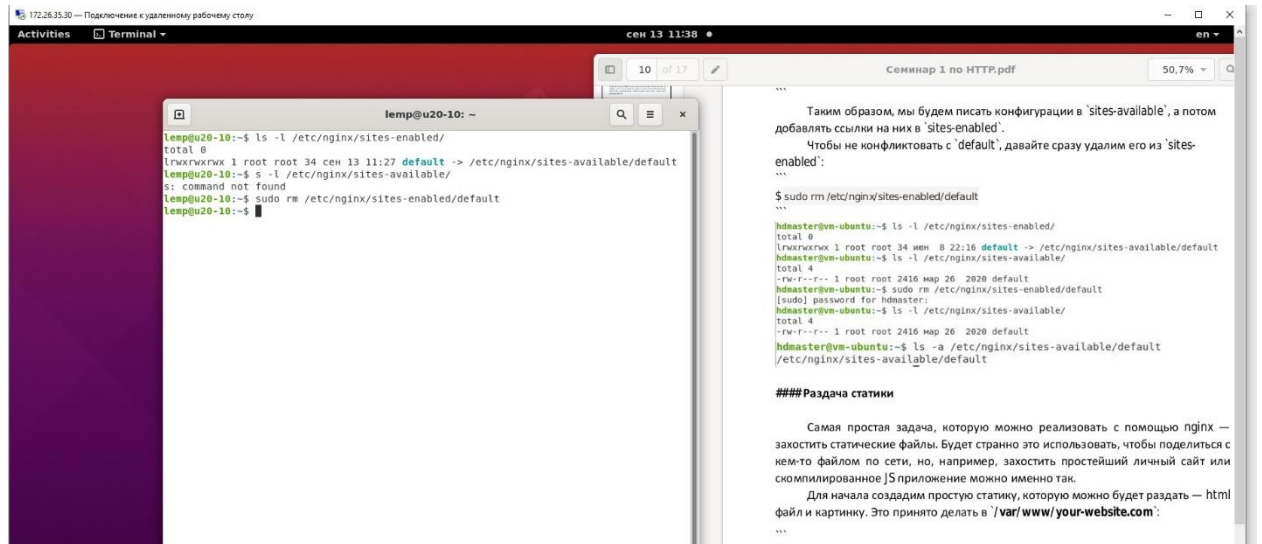 172.26.35.30 — Подключение к удаленному рабочему столу
Activities Terminal сен 13 11:38 en
10 of 17 Семинар 1 по HTTP.pdf 50,7%
lemp@u20-10: ~
lemp@u20-10:~$ ls -l /etc/nginx/sites-enabled/
total 0
lrwxrwxrwx 1 root root 34 сен 13 11:27 default -> /etc/nginx/sites-available/default
lemp@u20-10:~$ s -l /etc/nginx/sites-available/
s: command not found
lemp@u20-10:~$ sudo rm /etc/nginx/sites-enabled/default
lemp@u20-10:~$
```
Таким образом, мы будем писать конфигурации в `sites-available`, а потом
добавлять ссылки на них в `sites-enabled`.
Чтобы не конфликтовать с `default`, давайте сразу удалим его из `sites-
enabled`:
```
$ sudo rm /etc/nginx/sites-enabled/default
```
hdmaster@vm-ubuntu:~$ ls -l /etc/nginx/sites-enabled/
total 0
lrwxrwxrwx 1 root root 34 июн 8 22:16 default -> /etc/nginx/sites-available/default
hdmaster@vm-ubuntu:~$ ls -l /etc/nginx/sites-available/
total 4
-rw-r--r-- 1 root root 2416 мар 26 2020 default
hdmaster@vm-ubuntu:~$ sudo rm /etc/nginx/sites-enabled/default
[sudo] password for hdmaster:
hdmaster@vm-ubuntu:~$ ls -l /etc/nginx/sites-available/
total 4
-rw-r--r-- 1 root root 2416 мар 26 2020 default
hdmaster@vm-ubuntu:~$ ls -a /etc/nginx/sites-available/default
/etc/nginx/sites-available/default
####Раздача статики
Самая простая задача, которую можно реализовать с помощью nginx —
захостить статические файлы. Будет странно это использовать, чтобы поделиться с
кем-то файлом по сети, но, например, захостить простейший личный сайт или
скомпилированное JS приложение можно именно так.
Для начала создадим простую статику, которую можно будет раздать — html
файл и картинку. Это принято делать в `/var/www/your-website.com`:
```